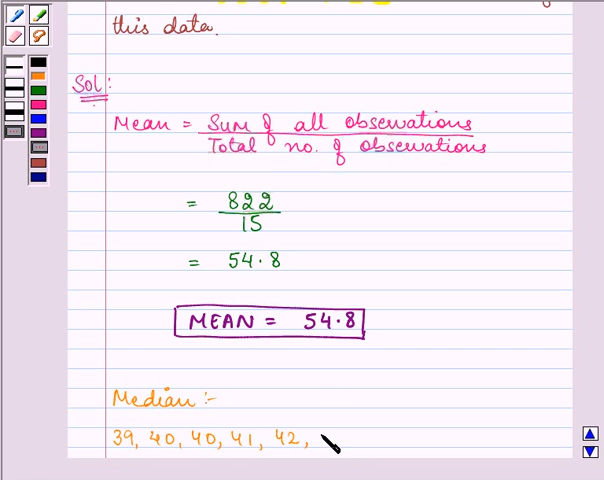 this data.
Sol:
Mean = Sum of all observations
Total no. of observations
= 822
15
= 54.8
MEAN = 54.8
Median :-
39, 40, 40, 41, 42,